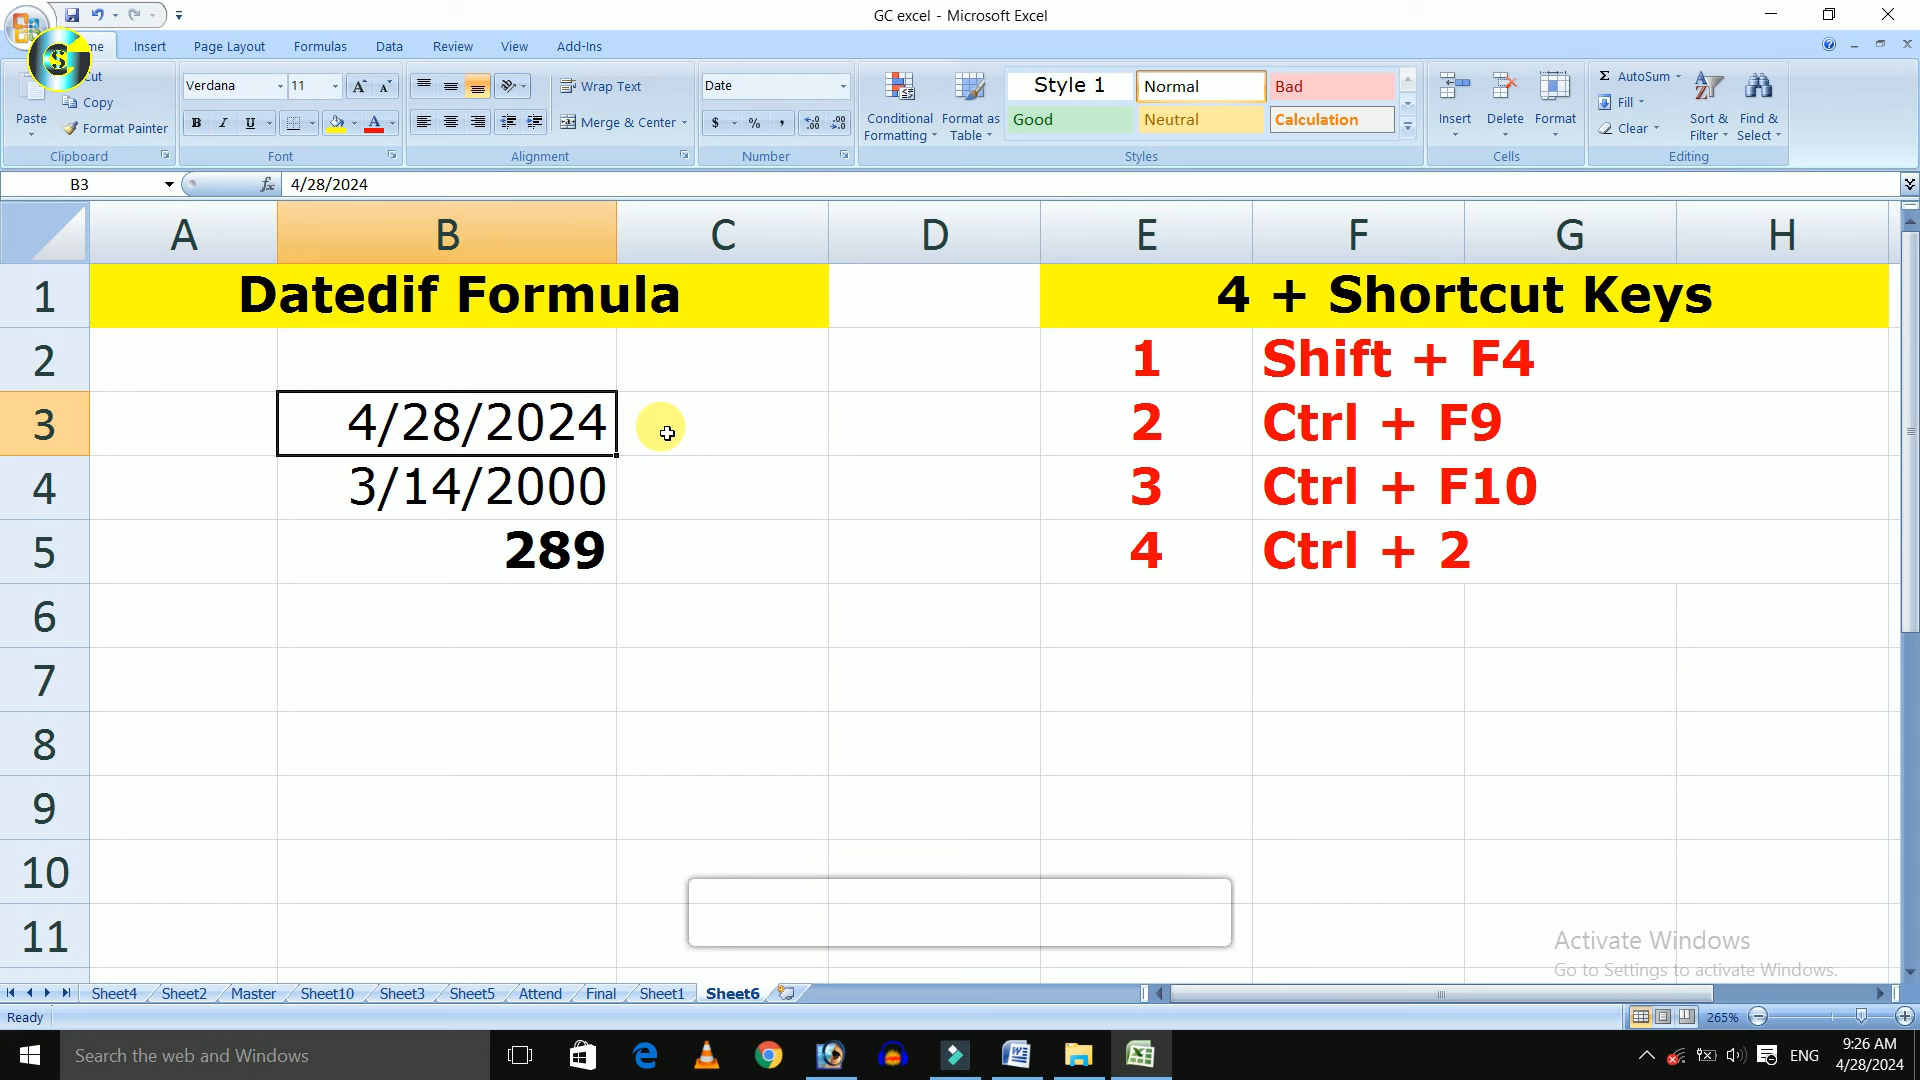 GC excel - Microsoft Excel
Home Insert Page Layout Formulas Data Review View Add-Ins
Cut
Copy
Format Painter
Paste
Clipboard
Verdana 11
B I U
Font
Wrap Text
Merge & Center
Alignment
Date
$ % ,
Number
Conditional Formatting
Format as Table
Style 1 Normal Bad
Good Neutral Calculation
Styles
Insert Delete Format
Cells
Σ AutoSum
Fill
Clear
Sort & Filter
Find & Select
Editing
B3 fx 4/28/2024
A B C D E F G H
1 Datedif Formula 4 + Shortcut Keys
2 1 Shift + F4
3 4/28/2024 2 Ctrl + F9
4 3/14/2000 3 Ctrl + F10
5 289 4 Ctrl + 2
6
7
8
9
10
11
Activate Windows
Go to Settings to activate Windows.
Sheet4 Sheet2 Master Sheet10 Sheet3 Sheet5 Attend Final Sheet1 Sheet6
Ready 265%
Search the web and Windows
ENG
9:26 AM
4/28/2024